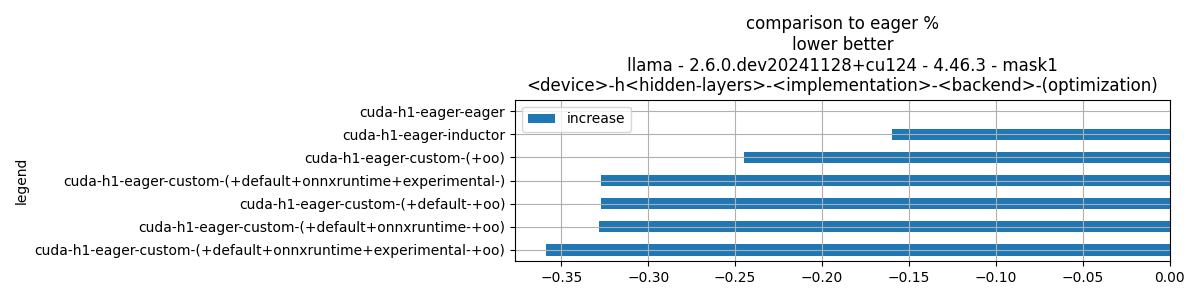 comparison to eager %
lower better
llama - 2.6.0.dev20241128+cu124 - 4.46.3 - mask1
<device>-h<hidden-layers>-<implementation>-<backend>-(optimization)
increase
legend
cuda-h1-eager-eager
cuda-h1-eager-inductor
cuda-h1-eager-custom-(+oo)
cuda-h1-eager-custom-(+default+onnxruntime+experimental-)
cuda-h1-eager-custom-(+default-+oo)
cuda-h1-eager-custom-(+default+onnxruntime-+oo)
cuda-h1-eager-custom-(+default+onnxruntime+experimental-+oo)
−0.35 −0.30 −0.25 −0.20 −0.15 −0.10 −0.05 0.00